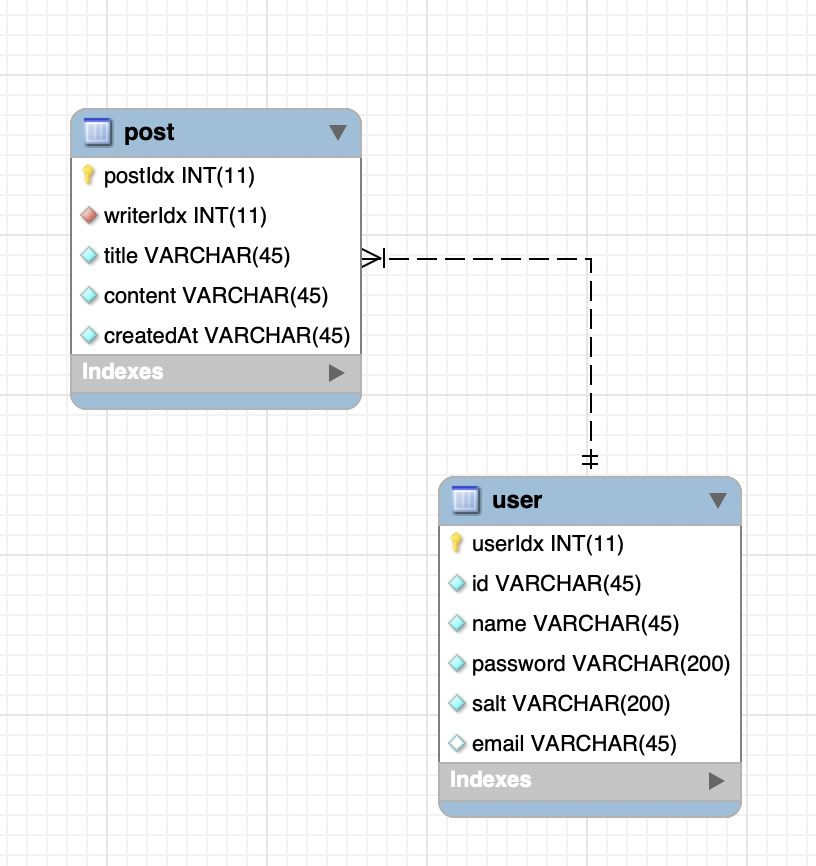 post
postIdx INT(11)
writerIdx INT(11)
title VARCHAR(45)
content VARCHAR(45)
createdAt VARCHAR(45)
Indexes
user
userIdx INT(11)
id VARCHAR(45)
name VARCHAR(45)
password VARCHAR(200)
salt VARCHAR(200)
email VARCHAR(45)
Indexes